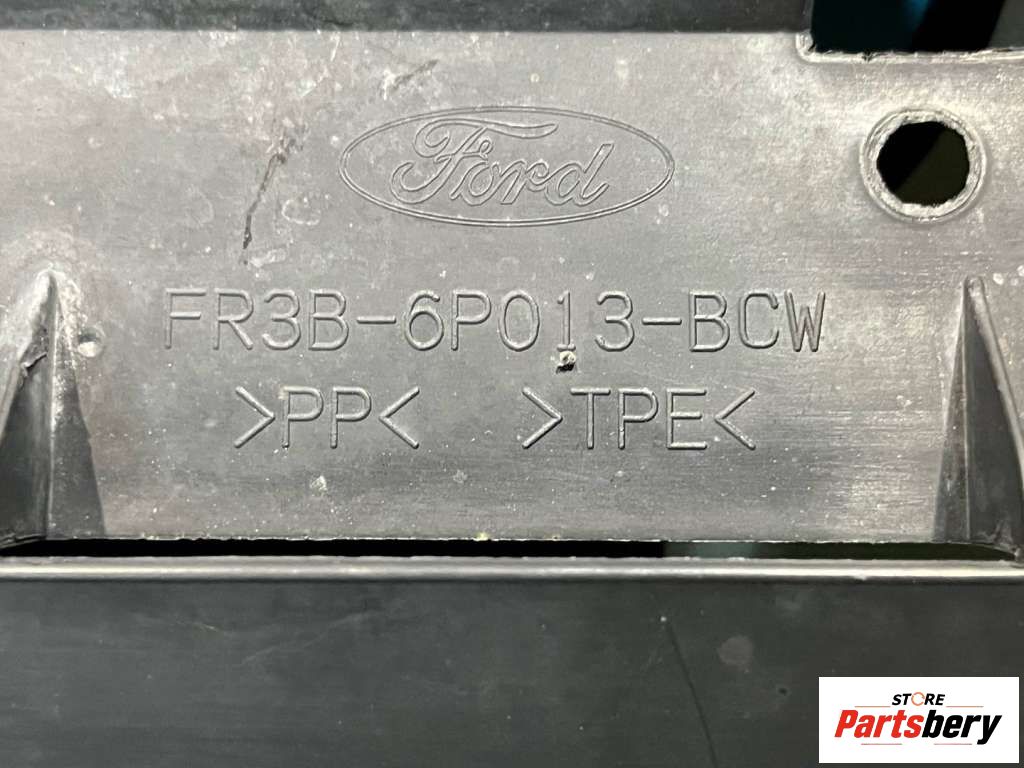 Ford
FR3B-6P013-BCW
>PP< >TPE<
STORE
Partsbery